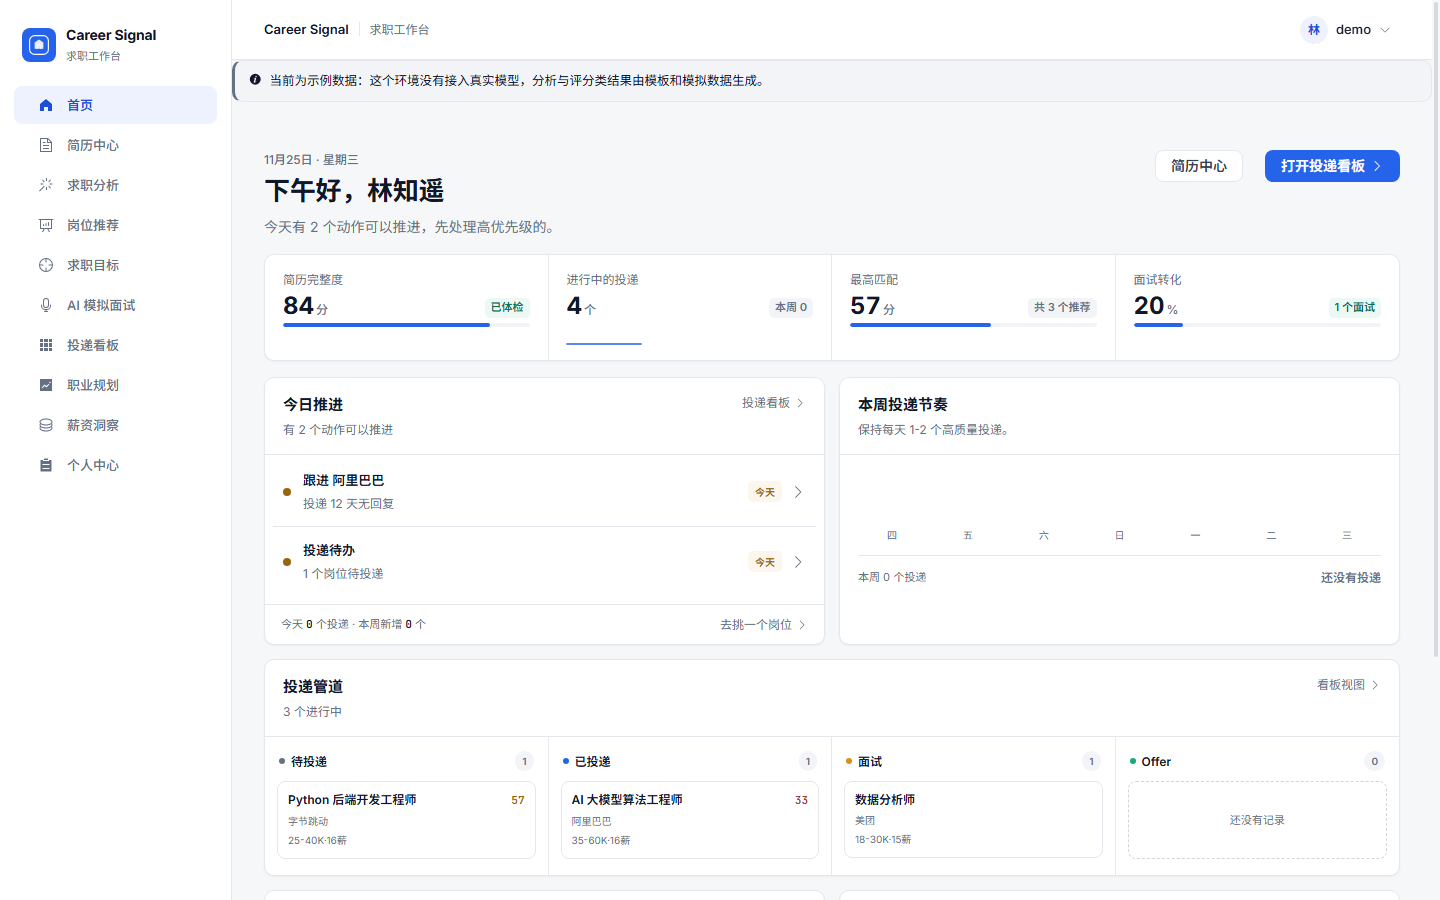 Career Signal
求职工作台
首页
简历中心
求职分析
岗位推荐
求职目标
AI 模拟面试
投递看板
职业规划
薪资洞察
个人中心
Career Signal
求职工作台
林
demo
当前为示例数据：这个环境没有接入真实模型，分析与评分类结果由模板和模拟数据生成。
11月25日 · 星期三
下午好，林知遥
今天有 2 个动作可以推进，先处理高优先级的。
简历中心
打开投递看板
简历完整度
84 分
已体检
进行中的投递
4 个
本周 0
最高匹配
57 分
共 3 个推荐
面试转化
20 %
1 个面试
今日推进
有 2 个动作可以推进
投递看板
跟进 阿里巴巴
投递 12 天无回复
今天
投递待办
1 个岗位待投递
今天
今天 0 个投递 · 本周新增 0 个
去挑一个岗位
本周投递节奏
保持每天 1-2 个高质量投递。
四 五 六 日 一 二 三
本周 0 个投递
还没有投递
投递管道
3 个进行中
看板视图
待投递 1
Python 后端开发工程师 57
字节跳动
25-40K·16薪
已投递 1
AI 大模型算法工程师 33
阿里巴巴
35-60K·16薪
面试 1
数据分析师
美团
18-30K·15薪
Offer 0
还没有记录